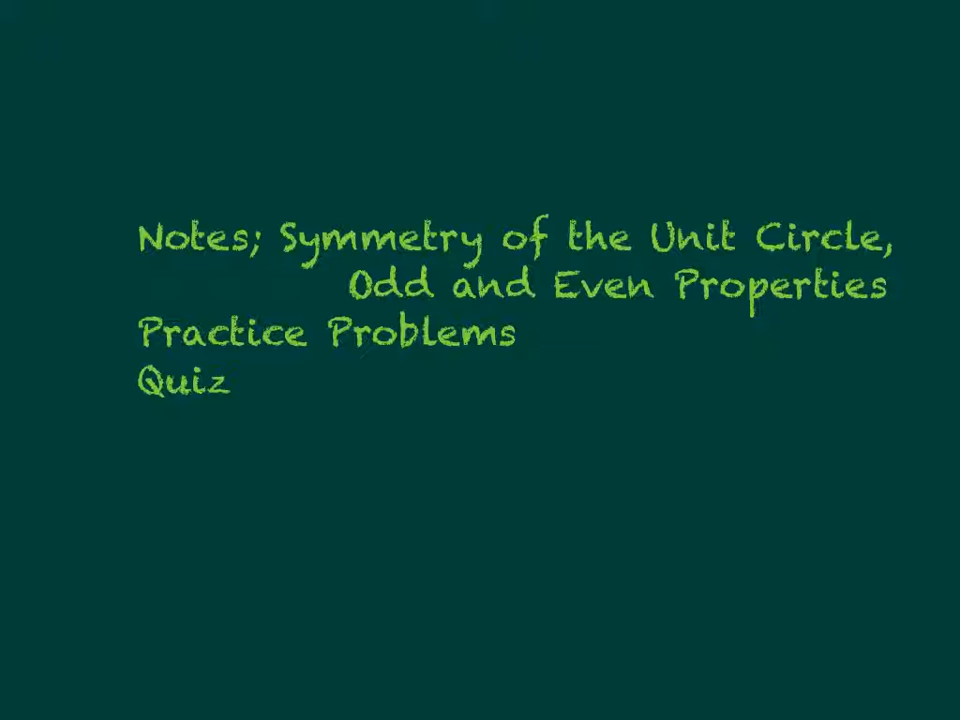 Notes; Symmetry of the Unit Circle,
Odd and Even Properties
Practice Problems
Quiz